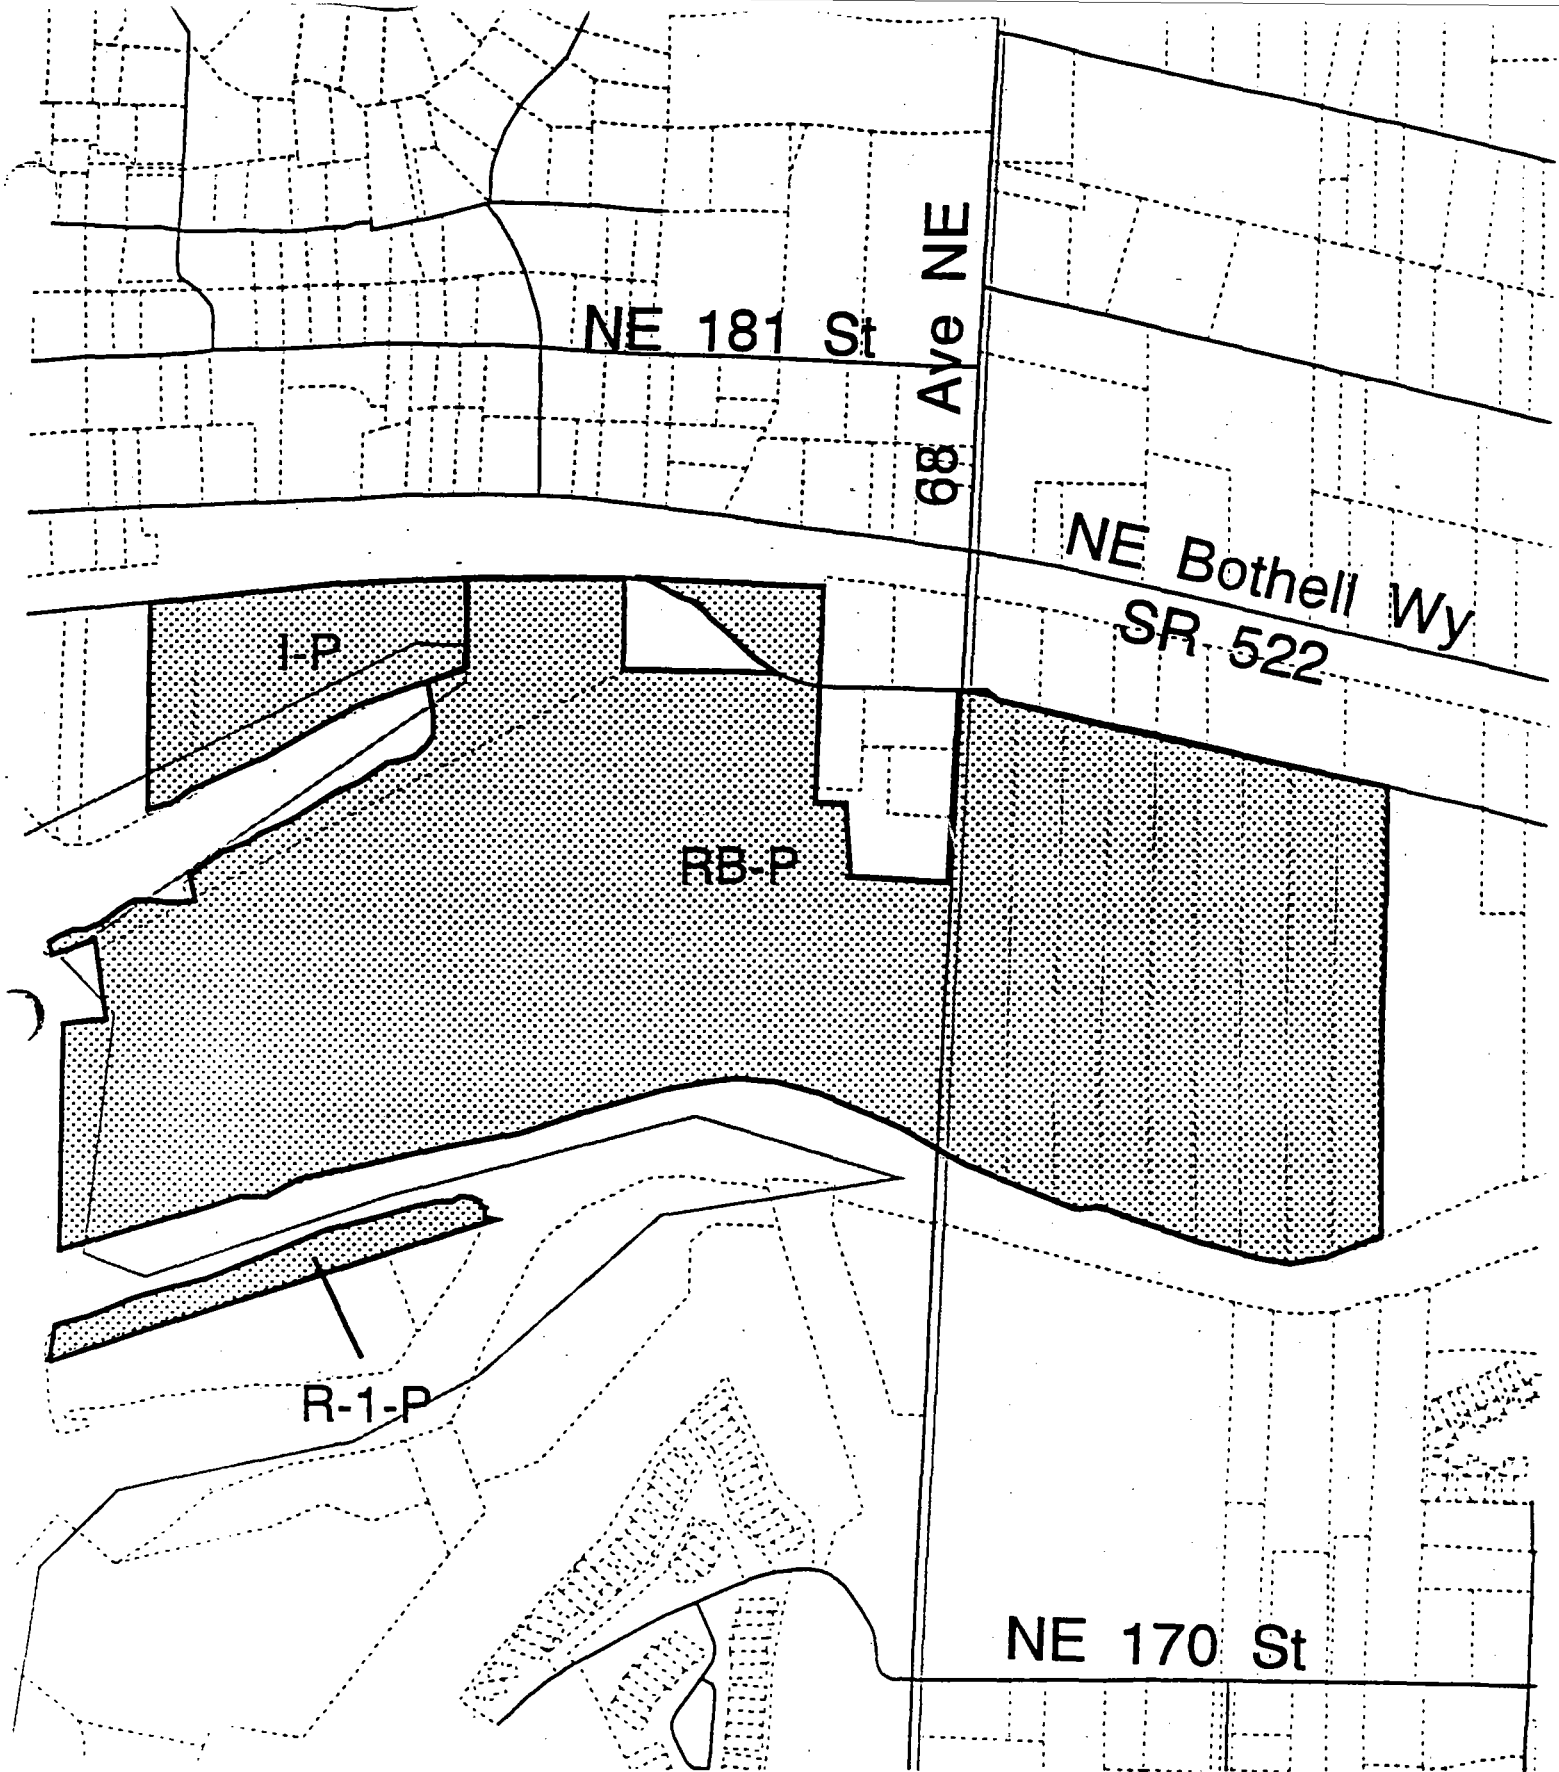 NE 181 St
68 Ave NE
NE Bothell Wy
SR 522
I-P
RB-P
R-1-P
NE 170 St